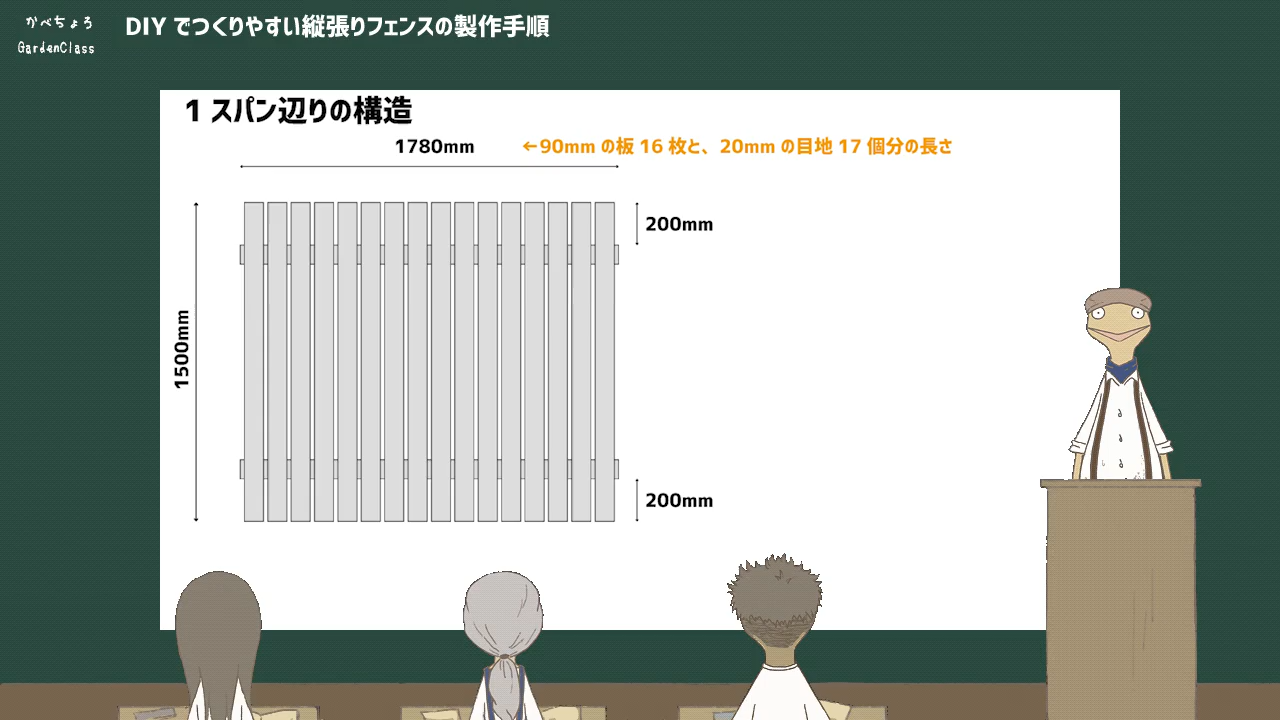 かべちょろ
GardenClass
DIY でつくりやすい縦張りフェンスの製作手順
1 スパン辺りの構造
1780mm
←90mm の板 16 枚と、20mm の目地 17 個分の長さ
200mm
1500mm
200mm